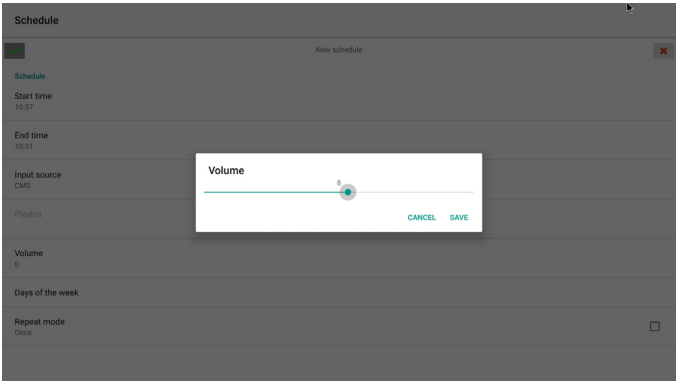 Schedule
New schedule
Schedule
Start time
10:37
End time
10:51
Input source
CMS
Volume
8
CANCEL SAVE
Playlist
Volume
0
Days of the week
Repeat mode
Once